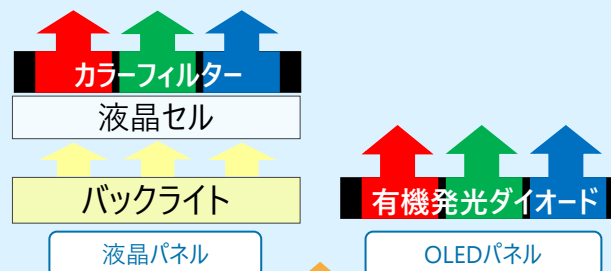 カラーフィルター
液晶セル
バックライト
液晶パネル
有機発光ダイオード
OLEDパネル